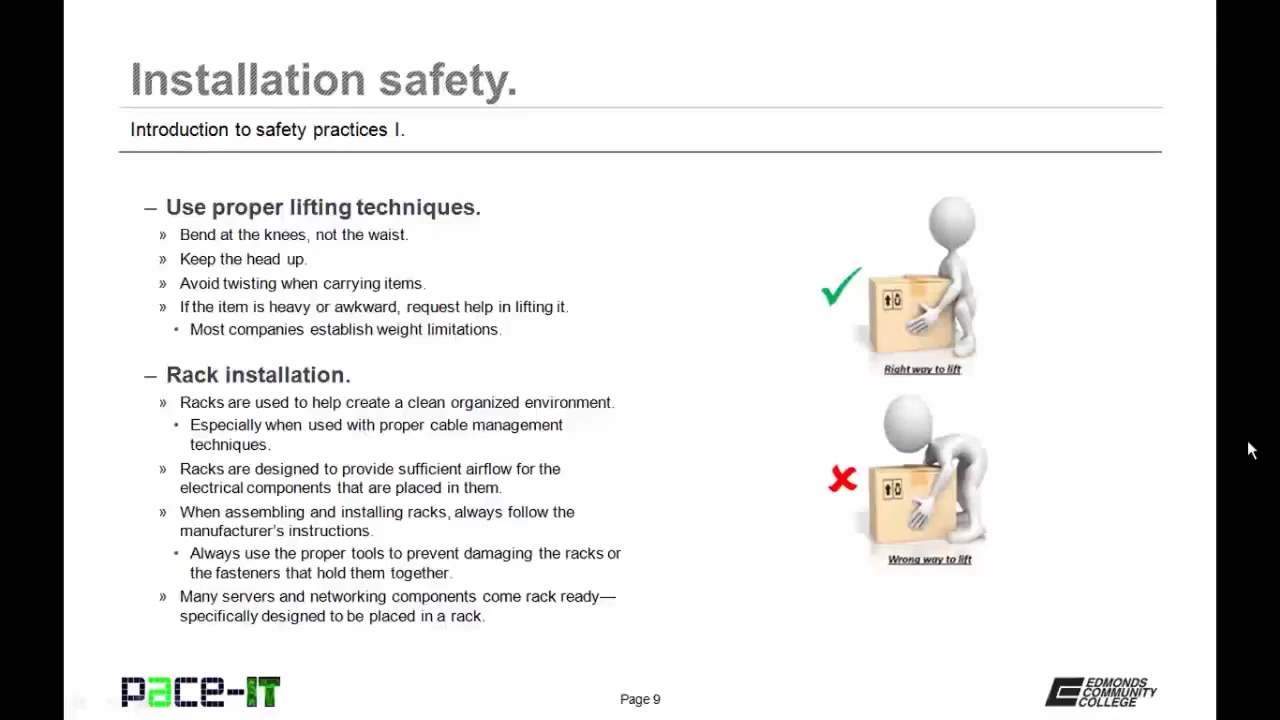 Installation safety.
Introduction to safety practices I.
– Use proper lifting techniques.
» Bend at the knees, not the waist.
» Keep the head up.
» Avoid twisting when carrying items.
» If the item is heavy or awkward, request help in lifting it.
• Most companies establish weight limitations.
– Rack installation.
» Racks are used to help create a clean organized environment.
• Especially when used with proper cable management
techniques.
» Racks are designed to provide sufficient airflow for the
electrical components that are placed in them.
» When assembling and installing racks, always follow the
manufacturer's instructions.
• Always use the proper tools to prevent damaging the racks or
the fasteners that hold them together.
» Many servers and networking components come rack ready—
specifically designed to be placed in a rack.
Right way to lift
Wrong way to lift
pace-IT
Page 9
EDMONDS
COMMUNITY
COLLEGE